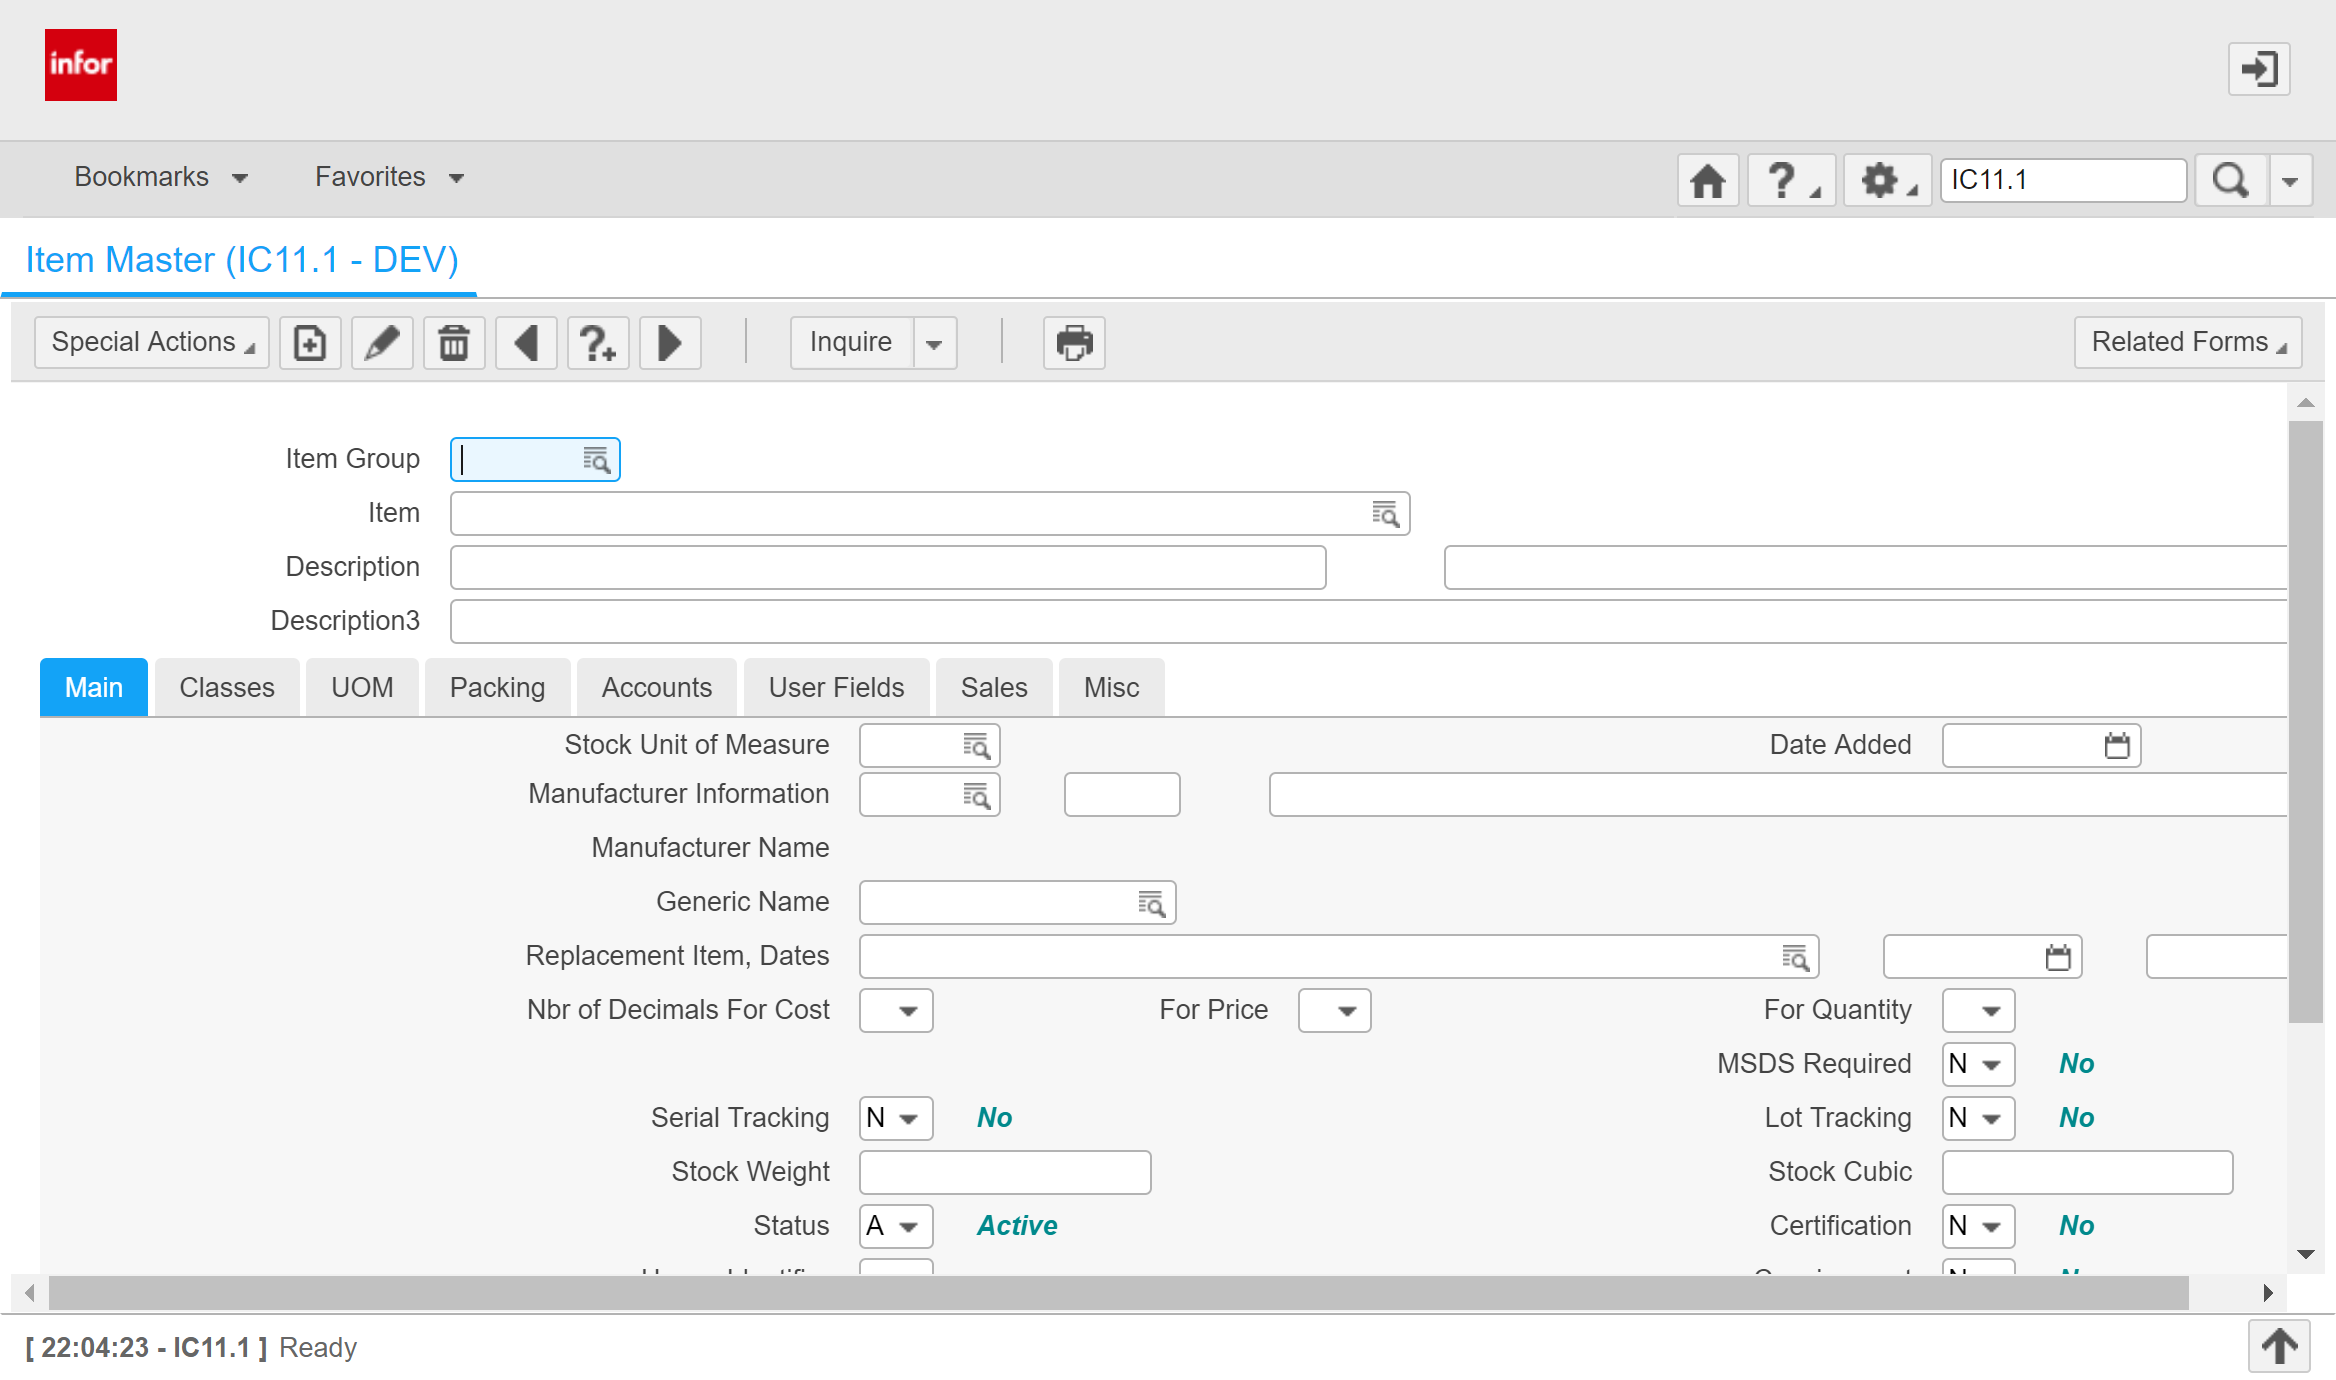 infor
Bookmarks Favorites IC11.1
Item Master (IC11.1 - DEV)
Special Actions Inquire Related Forms
Item Group
Item
Description
Description3
Main Classes UOM Packing Accounts User Fields Sales Misc
Stock Unit of Measure Date Added
Manufacturer Information
Manufacturer Name
Generic Name
Replacement Item, Dates
Nbr of Decimals For Cost For Price For Quantity
MSDS Required N No
Serial Tracking N No Lot Tracking N No
Stock Weight Stock Cubic
Status A Active Certification N No
[ 22:04:23 - IC11.1 ] Ready